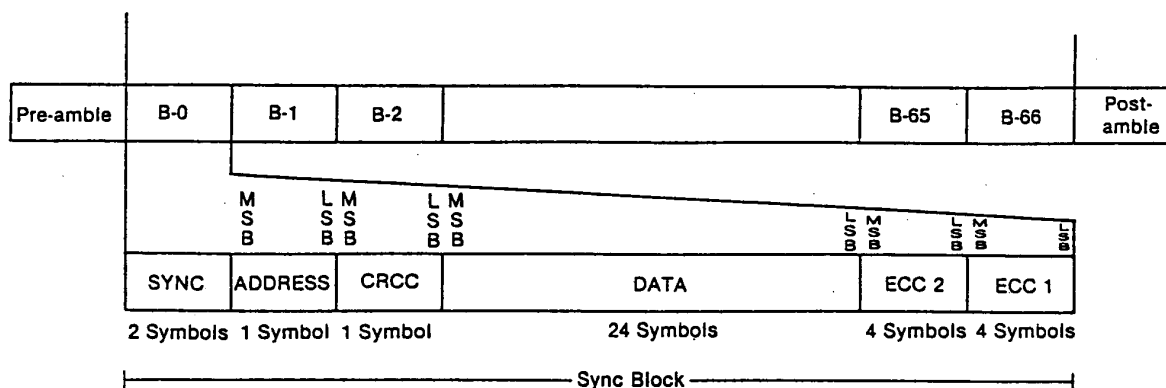 Pre-amble B-0 B-1 B-2 B-65 B-66 Post-
amble
MSB LSB MSB LSB MSB LSB MSB LSB MSB LSB
SYNC ADDRESS CRCC DATA ECC 2 ECC 1
2 Symbols 1 Symbol 1 Symbol 24 Symbols 4 Symbols 4 Symbols
Sync Block